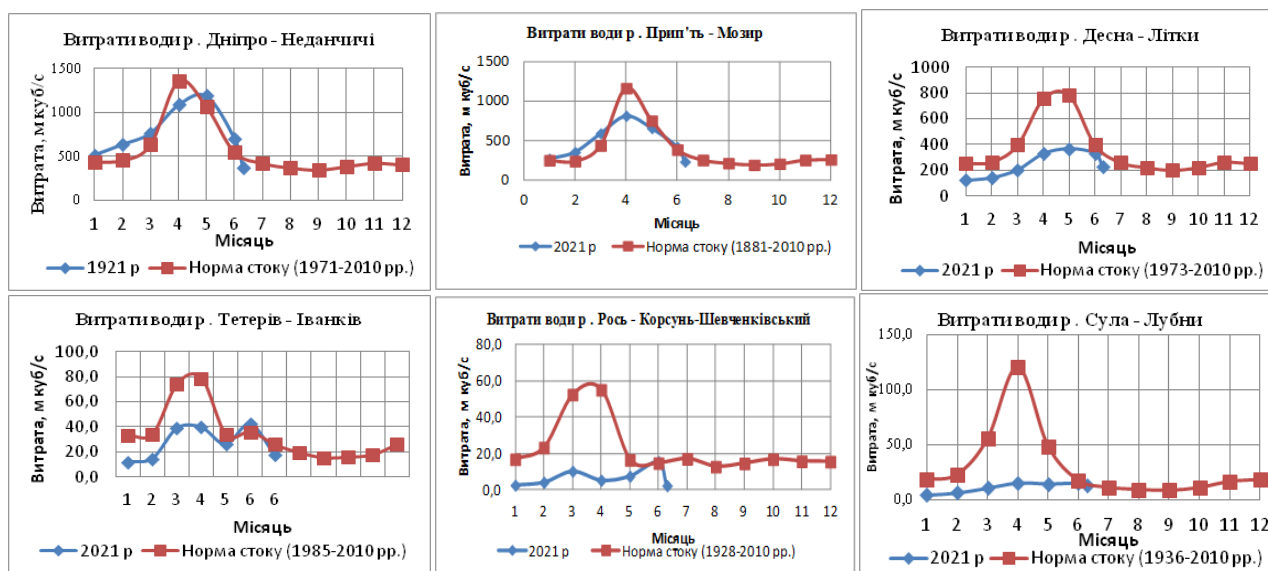 Витрати води р . Дніпро - Неданчичі
Витрата, м куб/с
1500
1000
500
0
1 2 3 4 5 6 7 8 9 10 11 12
Місяць
1921 р Норма стоку (1971-2010 рр.)
Витрати води р . Прип'ть - Мозир
Витрата, м куб/с
1500
1000
500
0
0 2 4 6 8 10 12
Місяць
2021 р Норма стоку (1881-2010 рр.)
Витрати води р . Десна - Літки
Витрата, м куб/с
1000
800
600
400
200
0
1 2 3 4 5 6 7 8 9 10 11 12
Місяць
2021 р Норма стоку (1973-2010 рр.)
Витрати води р . Тетерів - Іванків
Витрата, м куб/с
100,0
80,0
60,0
40,0
20,0
0,0
1 2 3 4 5 6 6
Місяць
2021 р Норма стоку (1985-2010 рр.)
Витрати води р . Рось - Корсунь-Шевченківський
Витрата, м куб/с
80,0
60,0
40,0
20,0
0,0
1 2 3 4 5 6 7 8 9 10 11 12
Місяць
2021 р Норма стоку (1928-2010 рр.)
Витрати води р . Сула - Лубни
Витрата, м куб/с
150,0
100,0
50,0
0,0
1 2 3 4 5 6 7 8 9 10 11 12
Місяць
2021 р Норма стоку (1936-2010 рр.)